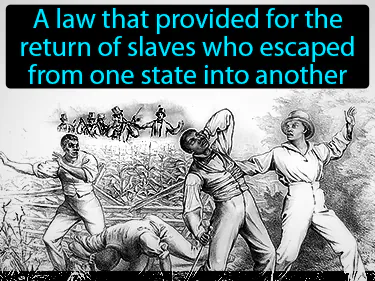 A law that provided for the
return of slaves who escaped
from one state into another